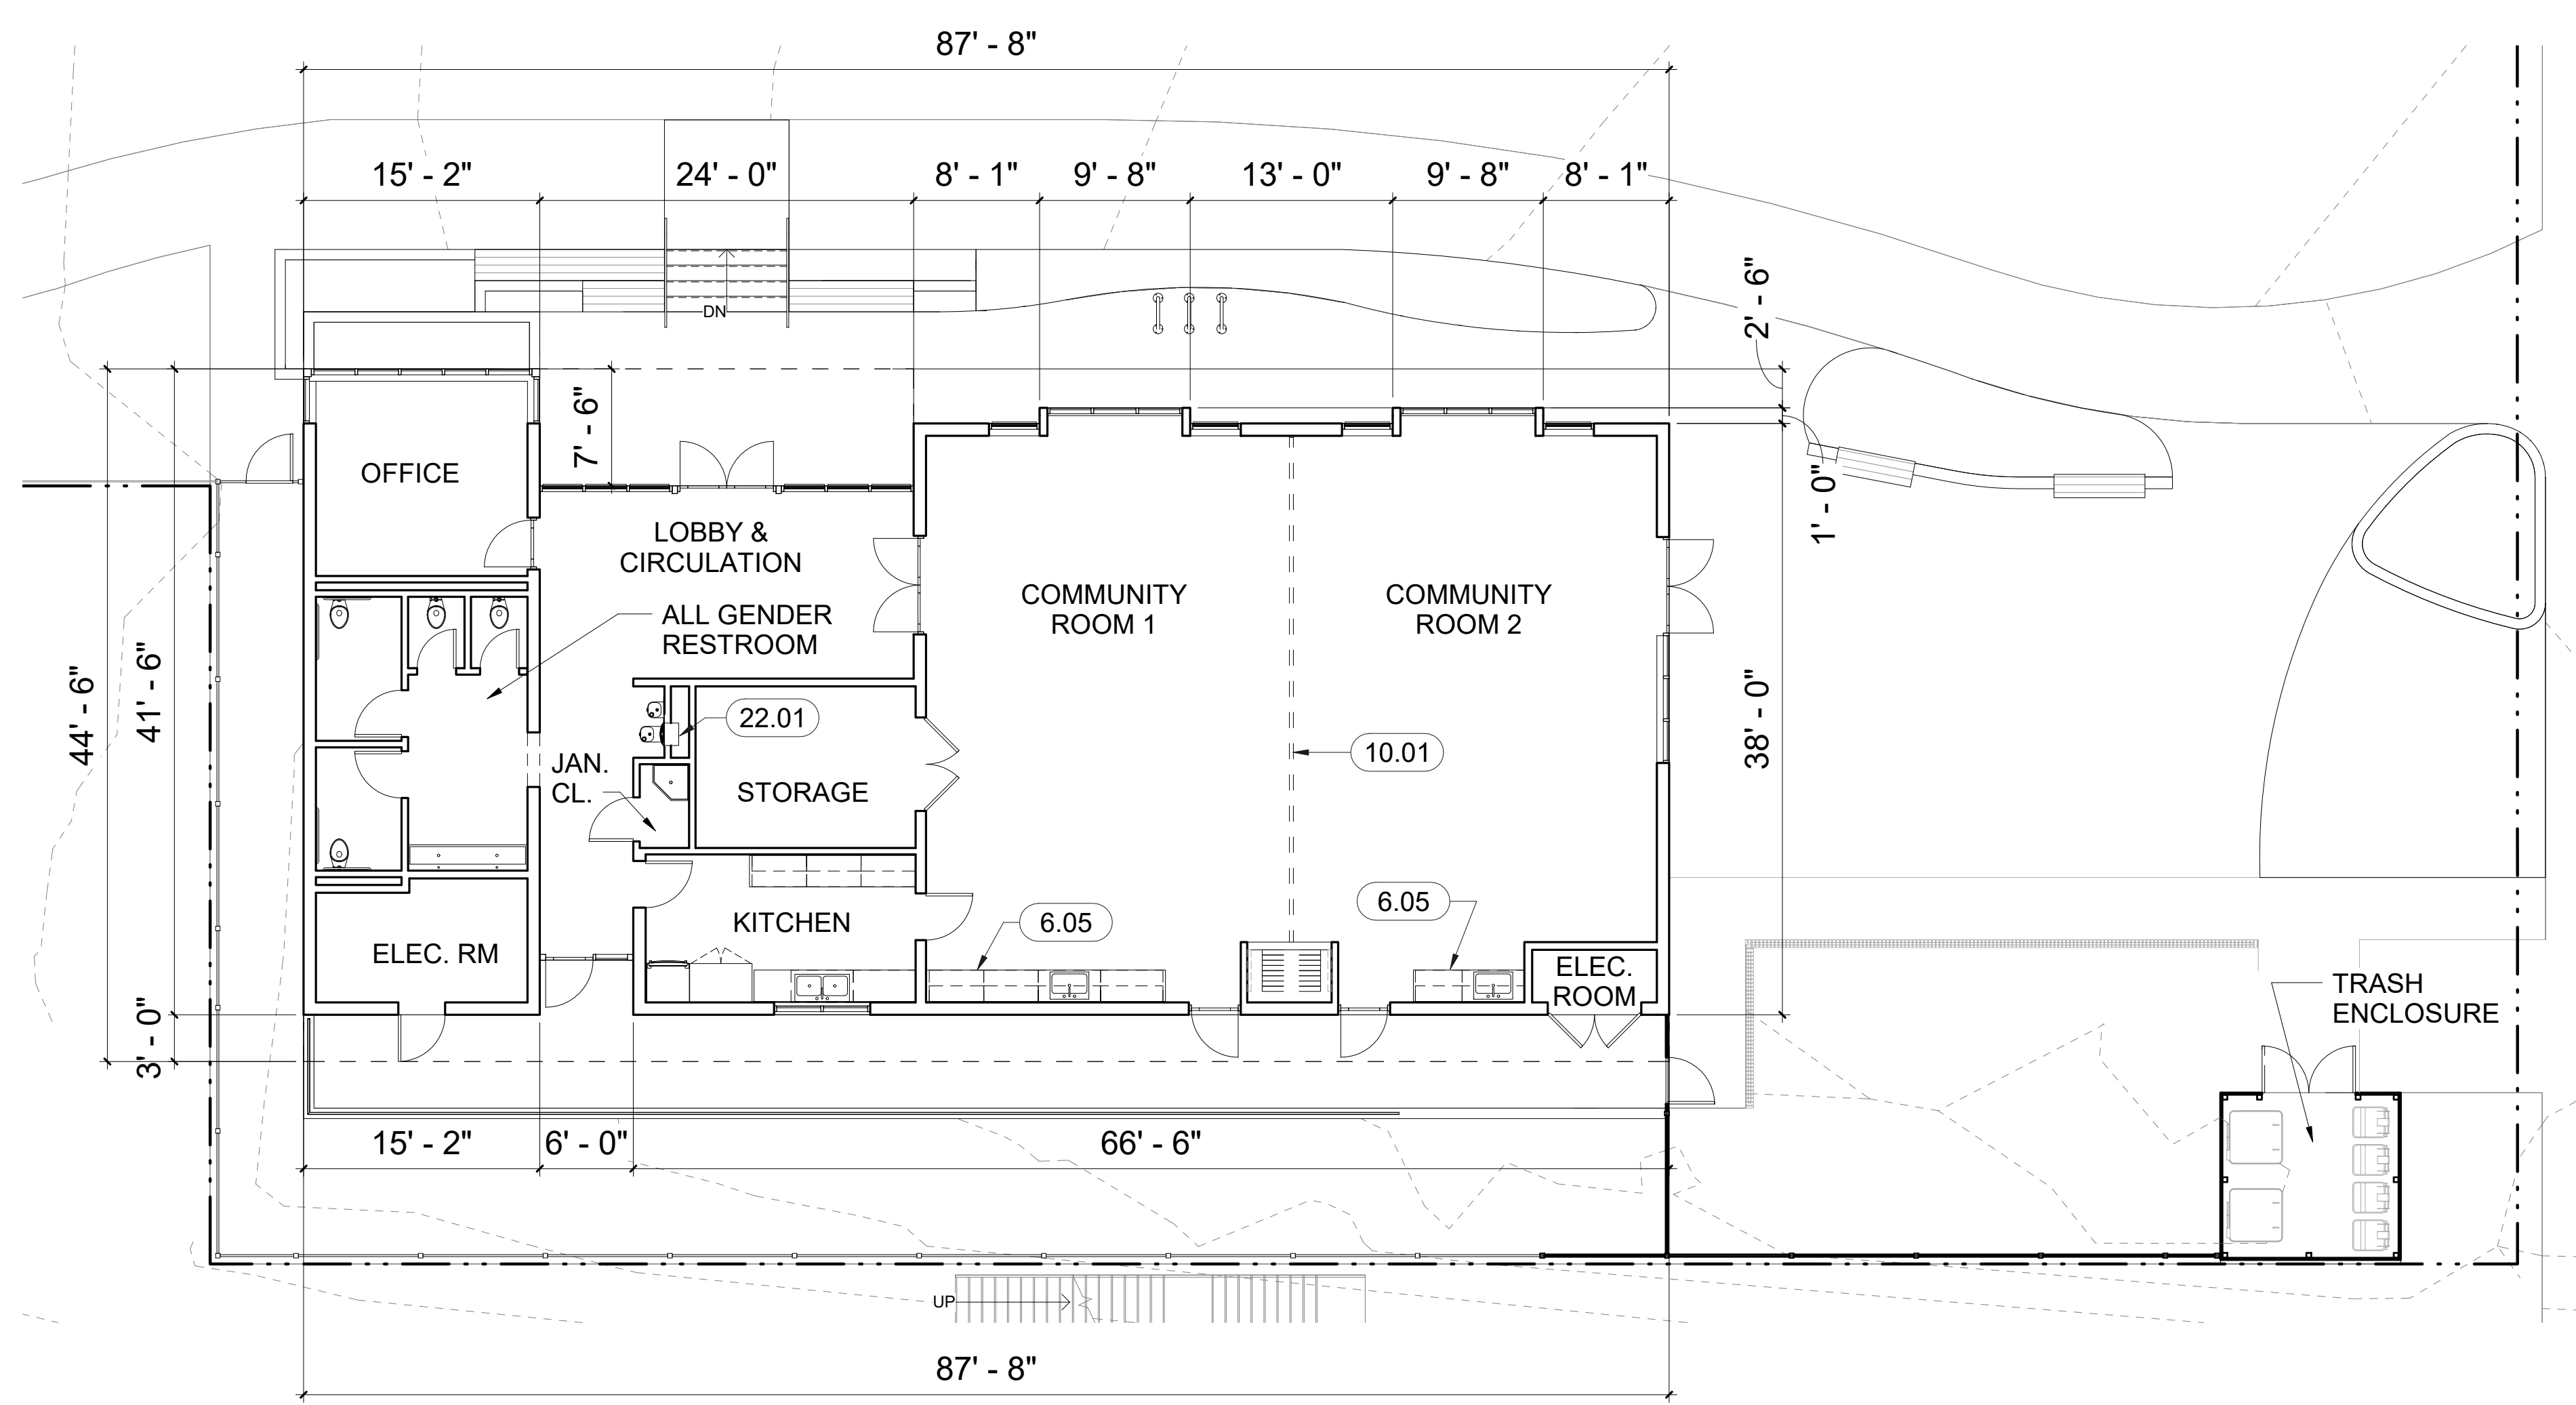 87' - 8"
15' - 2"
24' - 0"
8' - 1"
9' - 8"
13' - 0"
9' - 8"
8' - 1"
2' - 6"
DN
7' - 6"
OFFICE
1' - 0"
LOBBY &
CIRCULATION
COMMUNITY
ROOM 1
COMMUNITY
ROOM 2
ALL GENDER
RESTROOM
44' - 6"
41' - 6"
38' - 0"
22.01
10.01
JAN.
CL.
STORAGE
6.05
KITCHEN
6.05
ELEC. RM
ELEC.
ROOM
TRASH
ENCLOSURE
3' - 0"
15' - 2"
6' - 0"
66' - 6"
UP
87' - 8"